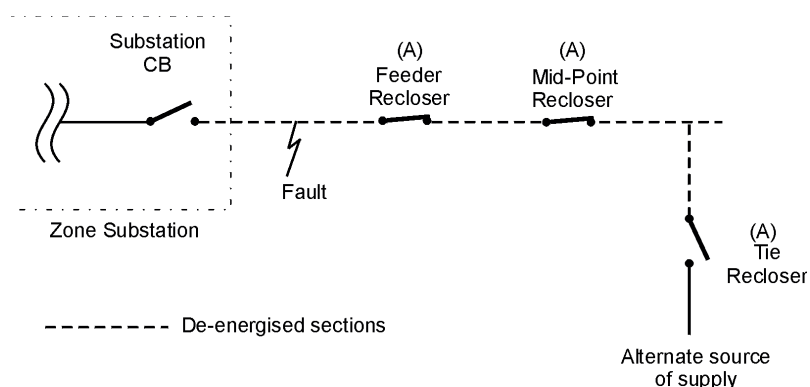 Substation
CB
(A)
Feeder
Recloser
(A)
Mid-Point
Recloser
Fault
Zone Substation
(A)
Tie
Recloser
De-energised sections
Alternate source
of supply